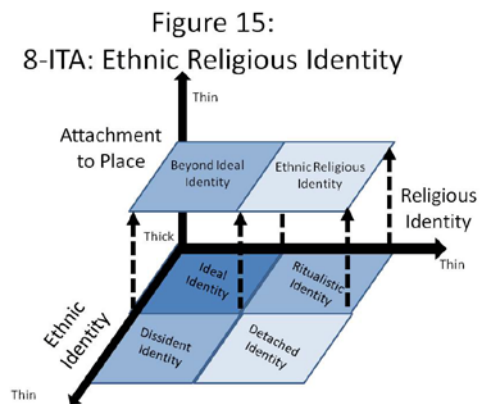 Figure 15:
8-ITA: Ethnic Religious Identity
Thin
Attachment
to Place
Beyond Ideal
Identity
Ethnic Religious
Identity
Religious
Identity
Thick
Thin
Ideal
Identity
Ritualistic
Identity
Ethnic
Identity
Dissident
Identity
Detached
Identity
Thin